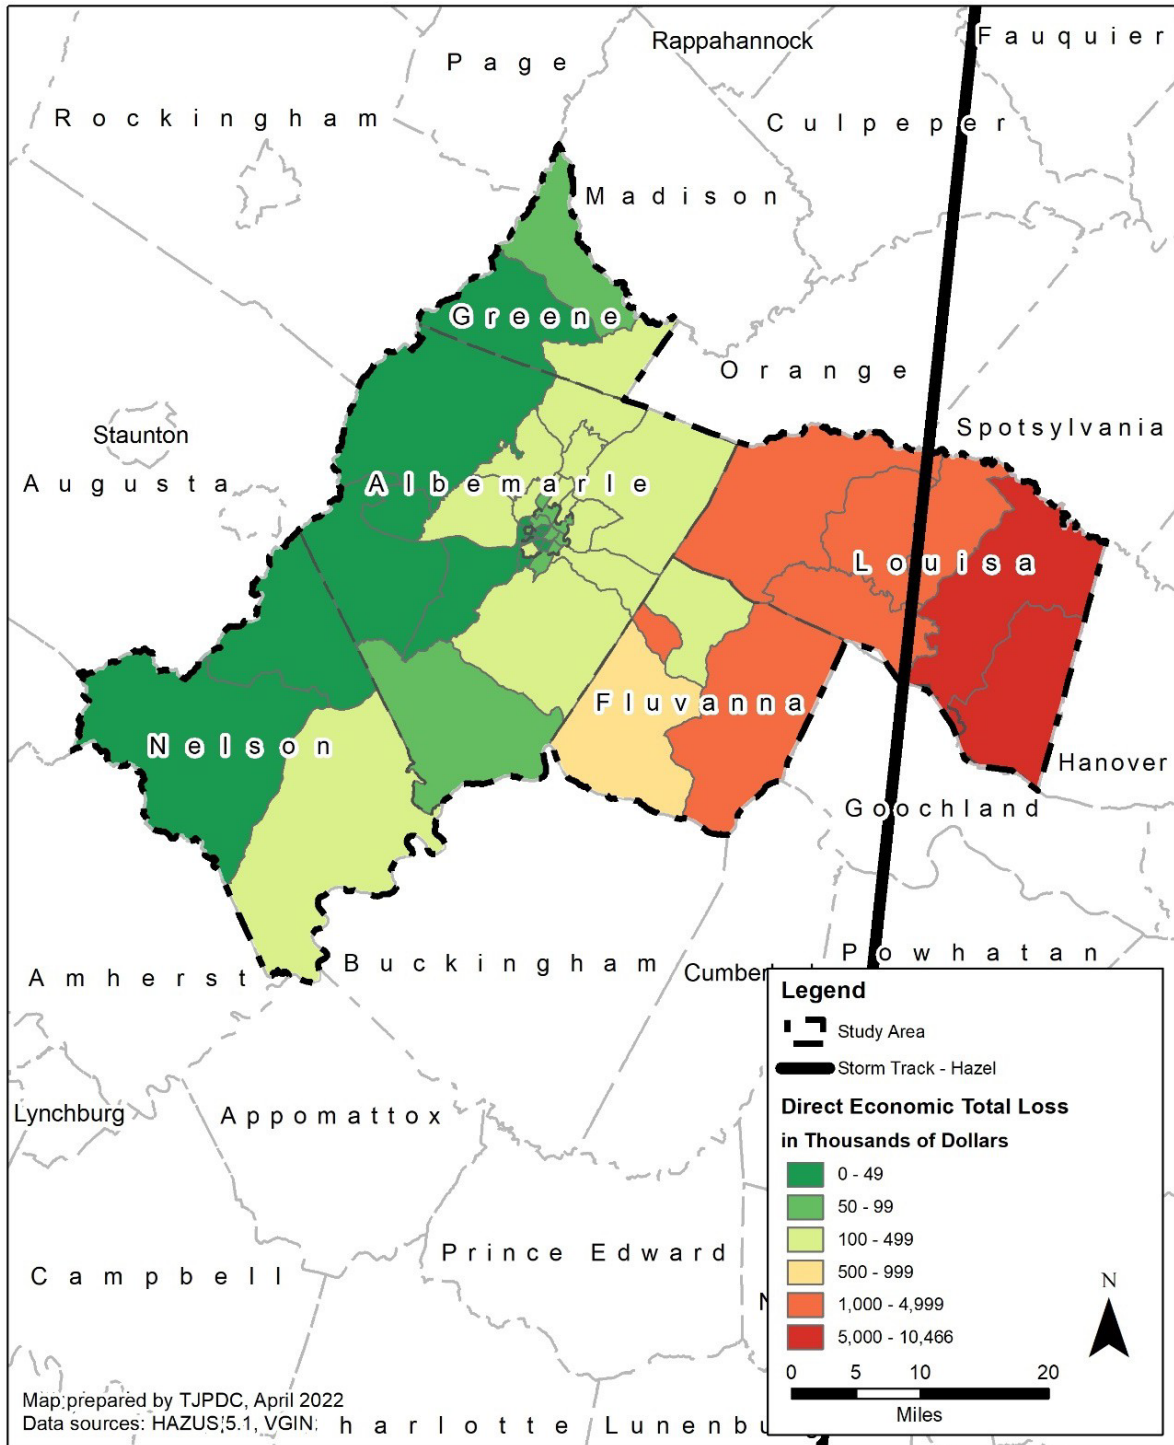 Rappahannock
Fauquier
Page
Rockingham
Culpeper
Madison
Greene
Orange
Staunton
Spotsylvania
Augusta
Albemarle
Louisa
Fluvanna
Nelson
Hanover
Goochland
Powhatan
Buckingham
Cumber
Amherst
Legend
Study Area
Storm Track - Hazel
Lynchburg
Appomattox
Direct Economic Total Loss
in Thousands of Dollars
0 - 49
50 - 99
100 - 499
500 - 999
1,000 - 4,999
5,000 - 10,466
Prince Edward
Campbell
N
N
0 5 10 20
Miles
Map prepared by TJPDC, April 2022
Data sources: HAZUS 5.1, VGIN
harlotte
Lunenbu